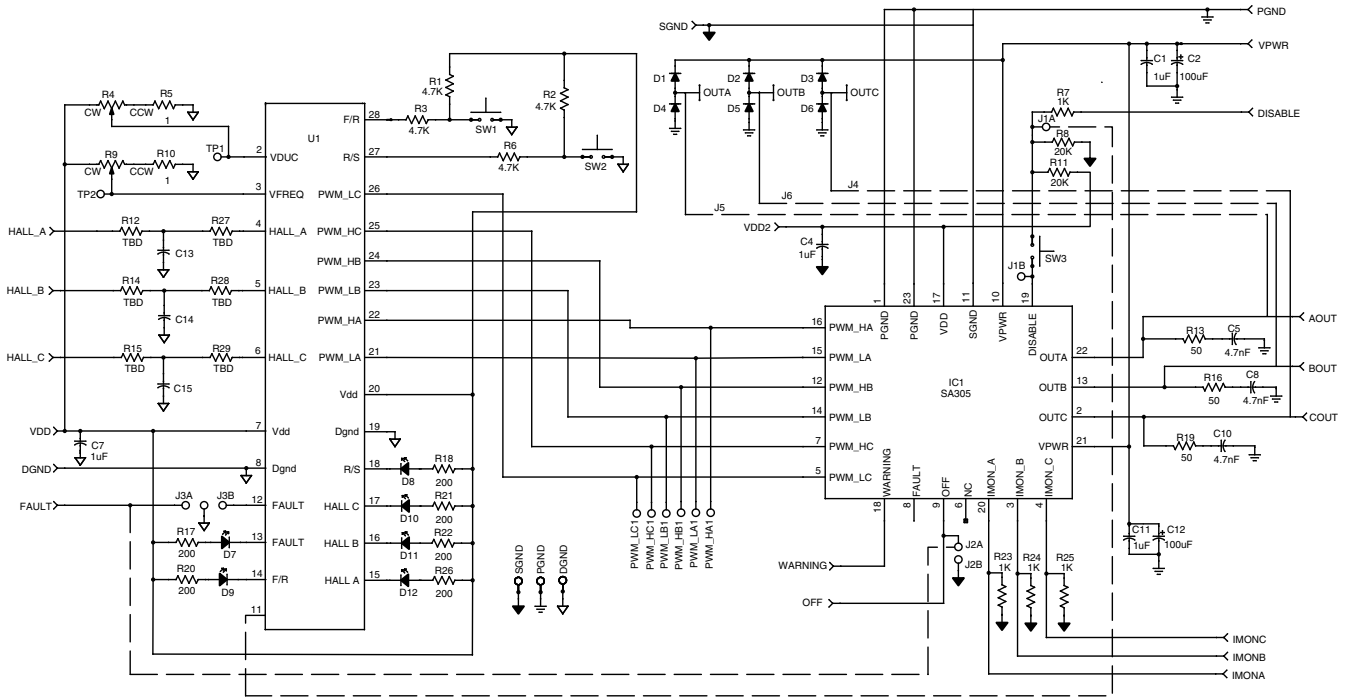 PGND
SGND
VPWR
C1
1uF
C2
100uF
D1
D2
D3
OUTA
OUTB
OUTC
D4
D5
D6
R7
1K
DISABLE
J1A
R8
20K
R11
20K
R1
4.7K
R2
4.7K
R3
4.7K
SW1
R6
4.7K
SW2
R4
CW
CCW
R5
1
TP1
R9
CW
CCW
R10
1
TP2
U1
28
F/R
27
R/S
26
PWM_LC
25
PWM_HC
24
PWM_HB
23
PWM_LB
22
PWM_HA
21
PWM_LA
20
Vdd
19
Dgnd
18
R/S
17
HALL C
16
HALL B
15
HALL A
2
VDUC
3
VFREQ
4
HALL_A
5
HALL_B
6
HALL_C
7
Vdd
8
Dgnd
12
FAULT
13
FAULT
14
F/R
11
HALL_A
R12
TBD
R27
TBD
C13
HALL_B
R14
TBD
R28
TBD
C14
HALL_C
R15
TBD
R29
TBD
C15
VDD
C7
1uF
DGND
FAULT
J3A
J3B
R17
200
D7
R20
200
D9
D8
R18
200
D10
R21
200
D11
R22
200
D12
R26
200
J4
J6
J5
VDD2
C4
1uF
SW3
J1B
1
PGND
23
PGND
17
VDD
11
SGND
10
VPWR
19
DISABLE
16
PWM_HA
15
PWM_LA
12
PWM_HB
14
PWM_LB
7
PWM_HC
5
PWM_LC
IC1
SA305
OUTA
22
OUTB
13
OUTC
2
VPWR
21
18
WARNING
8
FAULT
9
OFF
6
NC
20
IMON_A
3
IMON_B
4
IMON_C
AOUT
R13
50
C5
4.7nF
BOUT
R16
50
C8
4.7nF
COUT
R19
50
C10
4.7nF
C11
1uF
C12
100uF
PWM_LC1
PWM_HC1
PWM_LB1
PWM_HB1
PWM_LA1
PWM_HA1
SGND
PGND
DGND
WARNING
OFF
J2A
J2B
R23
1K
R24
1K
R25
1K
IMONC
IMONB
IMONA